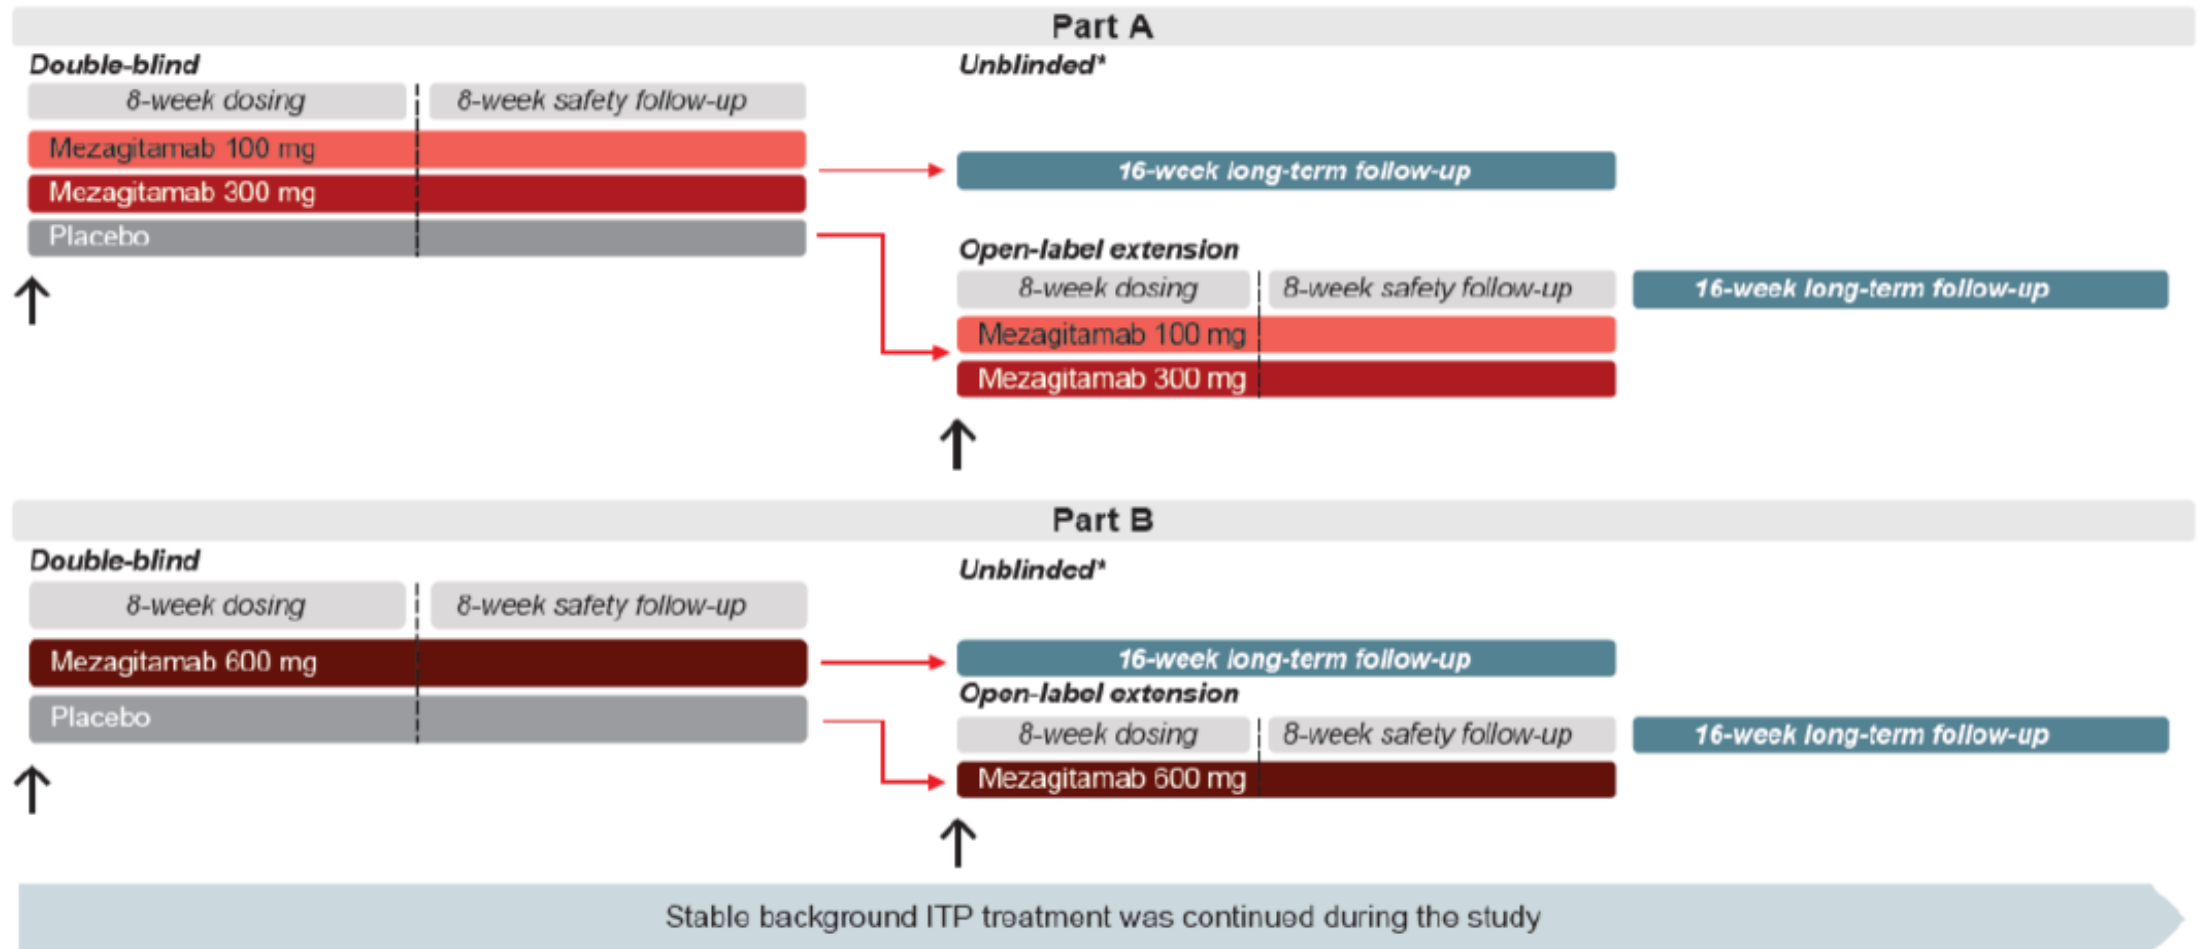 Part A
Double-blind
Unblinded*
8-week dosing
8-week safety follow-up
Mezagitamab 100 mg
Mezagitamab 300 mg
Placebo
16-week long-term follow-up
Open-label extension
8-week dosing
8-week safety follow-up
16-week long-term follow-up
Mezagitamab 100 mg
Mezagitamab 300 mg
Part B
Double-blind
Unblinded*
8-week dosing
8-week safety follow-up
Mezagitamab 600 mg
Placebo
16-week long-term follow-up
Open-label extension
8-week dosing
8-week safety follow-up
16-week long-term follow-up
Mezagitamab 600 mg
Stable background ITP treatment was continued during the study